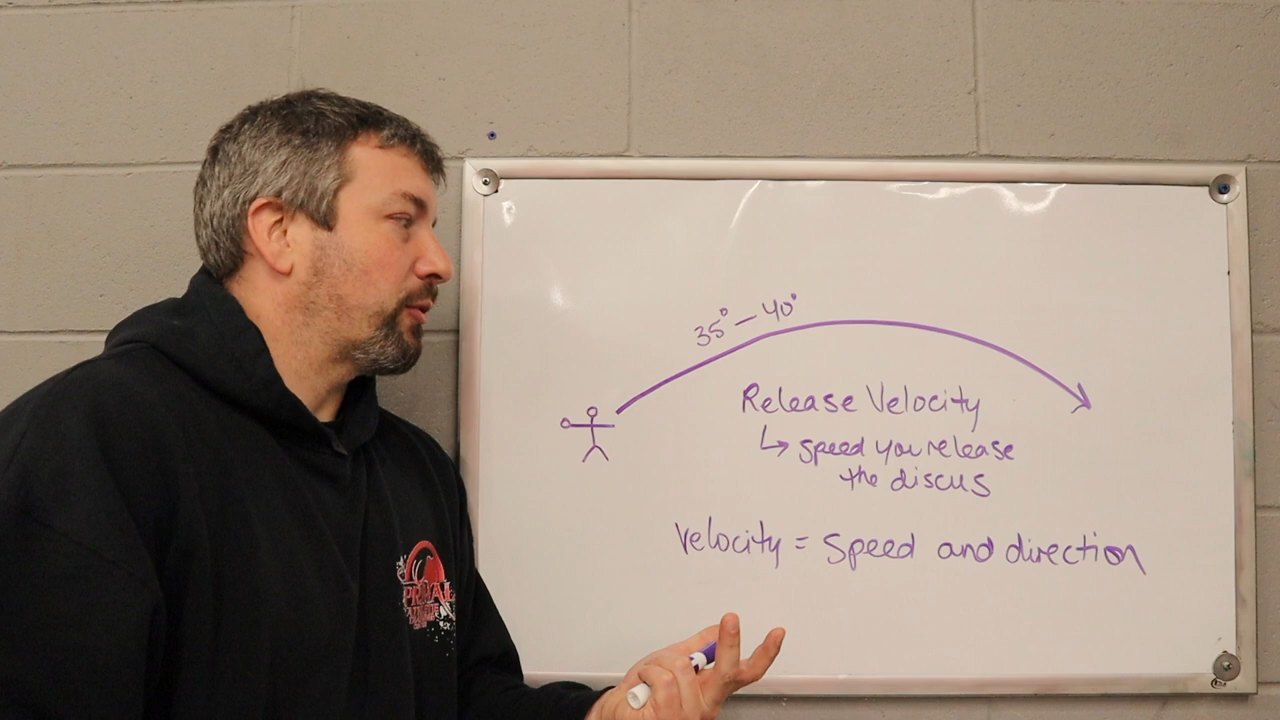 35° - 40°
Release Velocity
↳ speed you release
the discus
Velocity = Speed and direction